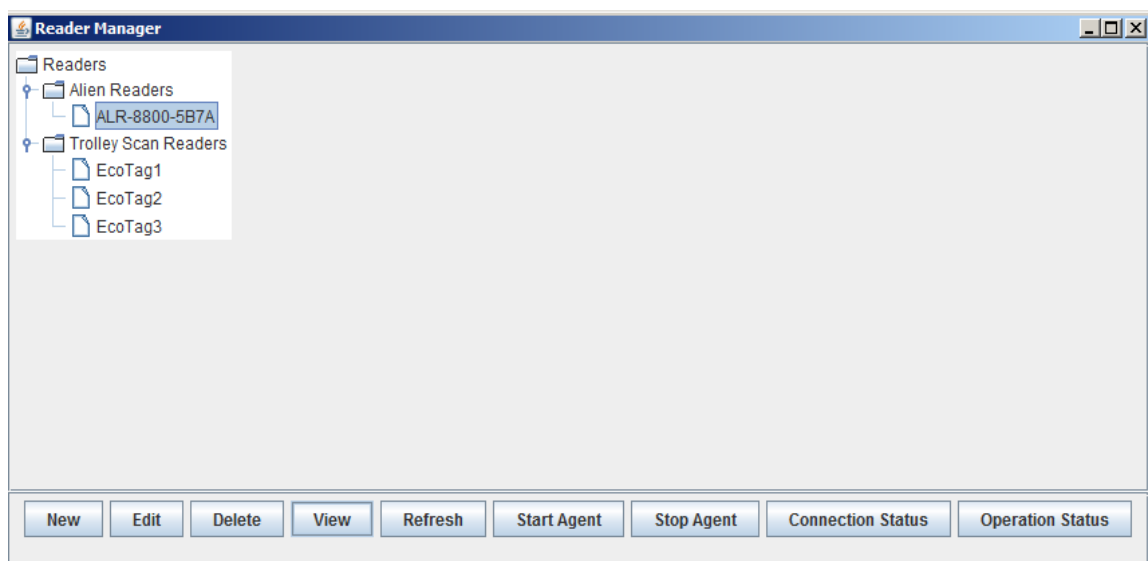 Reader Manager
Readers
Alien Readers
ALR-8800-5B7A
Trolley Scan Readers
EcoTag1
EcoTag2
EcoTag3
New Edit Delete View Refresh Start Agent Stop Agent Connection Status Operation Status